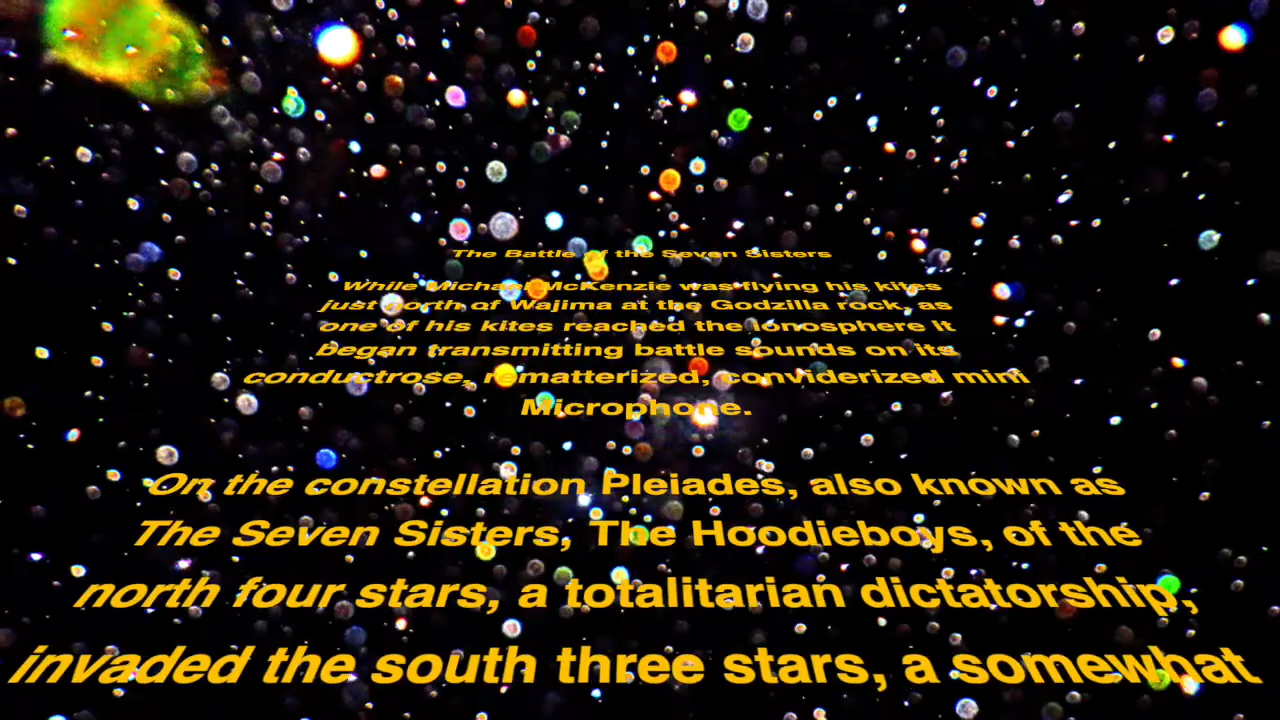 The Battle of the Seven Sisters
While Michael McKenzie was flying his kites
just north of Wajima at the Godzilla rock, as
one of his kites reached the Ionosphere It
began transmitting battle sounds on its
conductrose, rematterized, conviderized mini
Microphone.
On the constellation Pleiades, also known as
The Seven Sisters, The Hoodieboys, of the
north four stars, a totalitarian dictatorship,
invaded the south three stars, a somewhat